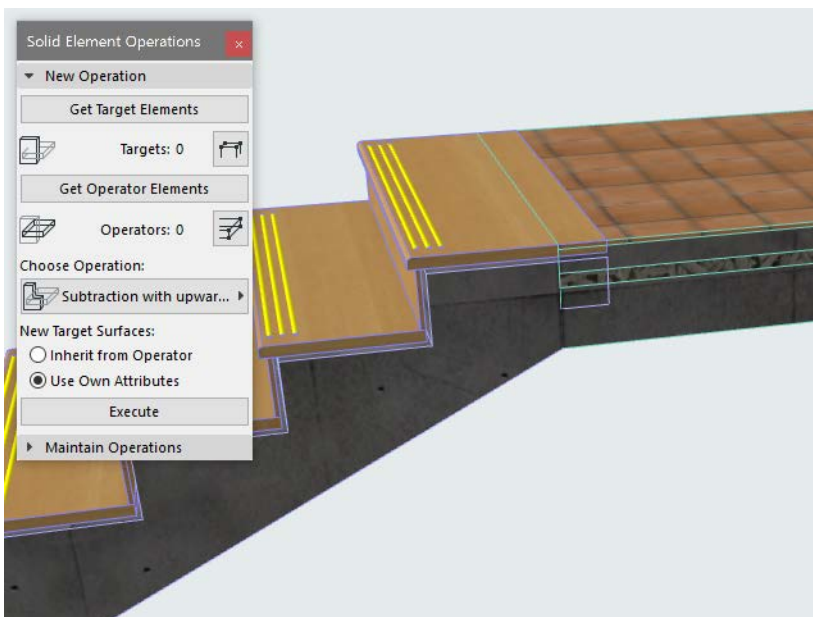 Solid Element Operations
New Operation
Get Target Elements
Targets: 0
Get Operator Elements
Operators: 0
Choose Operation:
Subtraction with upwar...
New Target Surfaces:
Inherit from Operator
Use Own Attributes
Execute
Maintain Operations